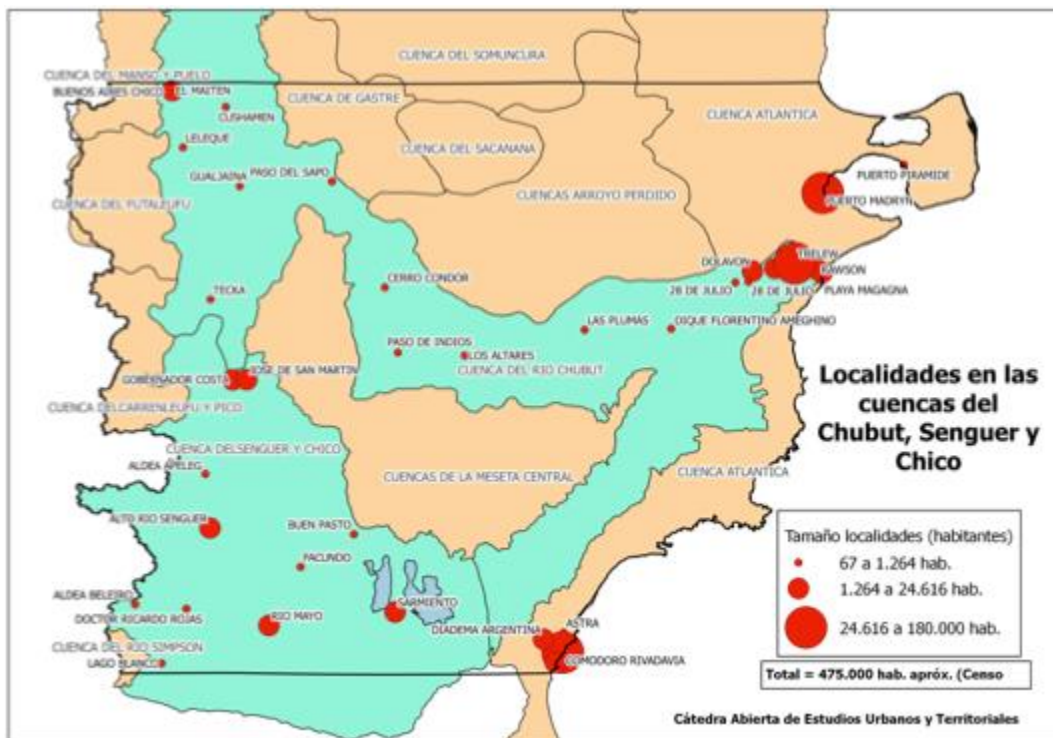 CUENCA DEL SOMUNCURA
CUENCA DEL MANSO Y PUELO
BUENOS AIRES CHICO
EL MAITEN
CUSHAMEN
CUENCA DE GASTRE
CUENCA ATLANTICA
LELEQUE
CUENCA DEL SACANANA
GUALJAINA
PASO DEL SAPO
PUERTO PIRAMIDE
CUENCA DEL FUTALEUFU
CUENCAS ARROYO PERDIDO
PUERTO MADRYN
DOLAVON
TRELEW
RAWSON
CERRO CONDOR
28 DE JULIO
28 DE JULIO
PLAYA MAGAGNA
TECKA
LAS PLUMAS
DIQUE FLORENTINO AMEGHINO
PASO DE INDIOS
LOS ALTARES
CUENCA DEL RIO CHUBUT
JOSE DE SAN MARTIN
GOBERNADOR COSTA
CUENCA DELCARRENLEUFU Y PICO
Localidades en las
cuencas del
Chubut, Senguer y
Chico
CUENCA DELSENGUER Y CHICO
ALDEA APELEG
CUENCAS DE LA MESETA CENTRAL
CUENCA ATLANTICA
ALTO RIO SENGUER
BUEN PASTO
FACUNDO
ALDEA BELEIRO
DOCTOR RICARDO ROJAS
RIO MAYO
SARMIENTO
DIADEMA ARGENTINA
ASTRA
CUENCA DEL RIO SIMPSON
LAGO BLANCO
COMODORO RIVADAVIA
Tamaño localidades (habitantes)
67 a 1.264 hab.
1.264 a 24.616 hab.
24.616 a 180.000 hab.
Total = 475.000 hab. apróx. (Censo
Cátedra Abierta de Estudios Urbanos y Territoriales